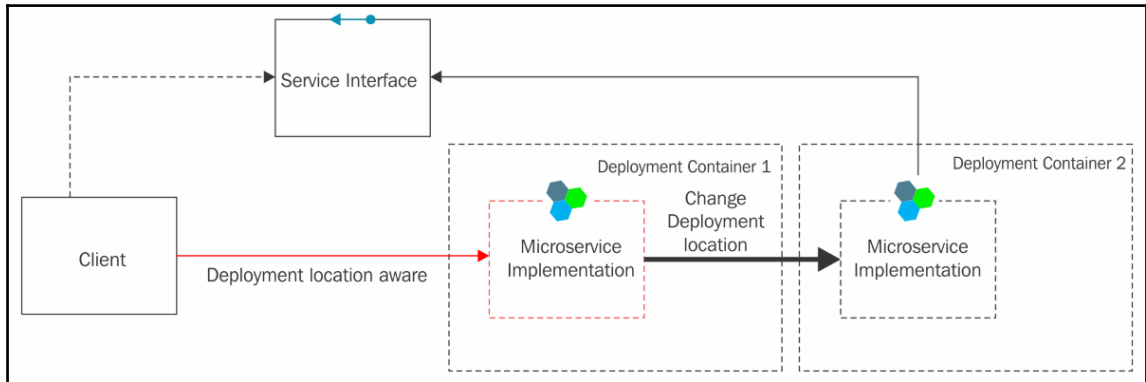 Service Interface
Deployment Container 1
Deployment Container 2
Client
Deployment location aware
Microservice
Implementation
Change
Deployment
location
Microservice
Implementation